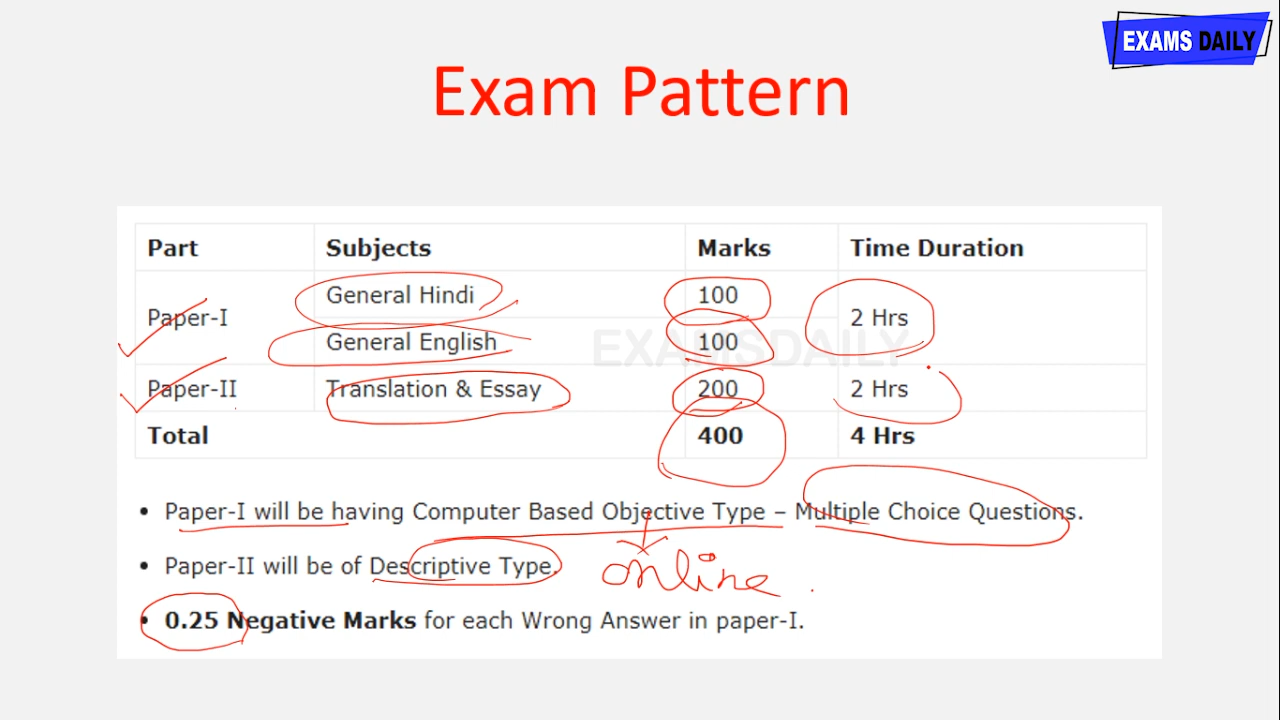 EXAMS DAILY
Exam Pattern
Part Subjects Marks Time Duration
General Hindi 100
Paper-I 2 Hrs
General English 100
EXAMSDAILY
Paper-II Translation & Essay 200 2 Hrs
Total 400 4 Hrs
• Paper-I will be having Computer Based Objective Type – Multiple Choice Questions.
• Paper-II will be of Descriptive Type.
online
• 0.25 Negative Marks for each Wrong Answer in paper-I.